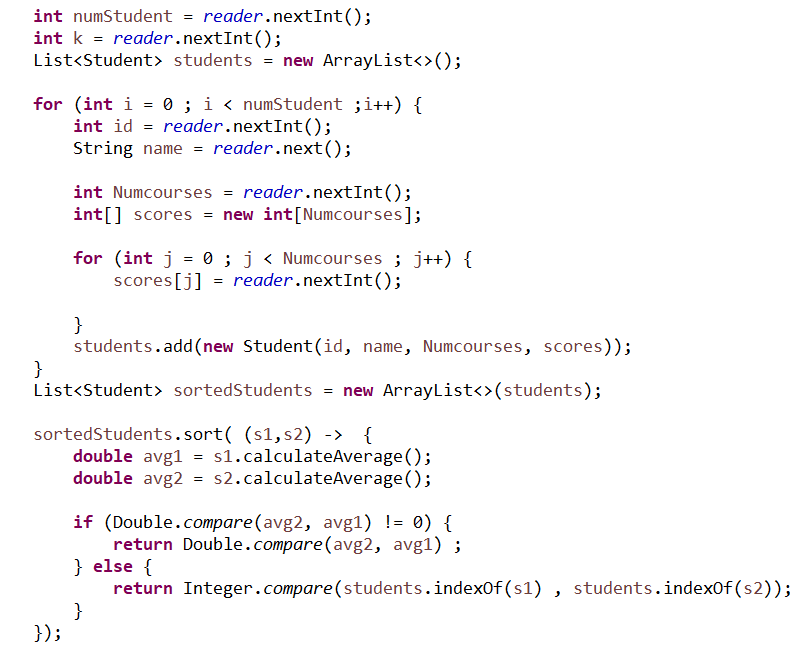 int numStudent = reader.nextInt();
int k = reader.nextInt();
List<Student> students = new ArrayList<>();
for (int i = 0 ; i < numStudent ;i++) {
int id = reader.nextInt();
String name = reader.next();
int Numcourses = reader.nextInt();
int[] scores = new int[Numcourses];
for (int j = 0 ; j < Numcourses ; j++) {
scores[j] = reader.nextInt();
}
students.add(new Student(id, name, Numcourses, scores));
}
List<Student> sortedStudents = new ArrayList<>(students);
sortedStudents.sort( (s1,s2) ->  {
double avg1 = s1.calculateAverage();
double avg2 = s2.calculateAverage();
if (Double.compare(avg2, avg1) != 0) {
return Double.compare(avg2, avg1) ;
} else {
return Integer.compare(students.indexOf(s1) , students.indexOf(s2));
}
});